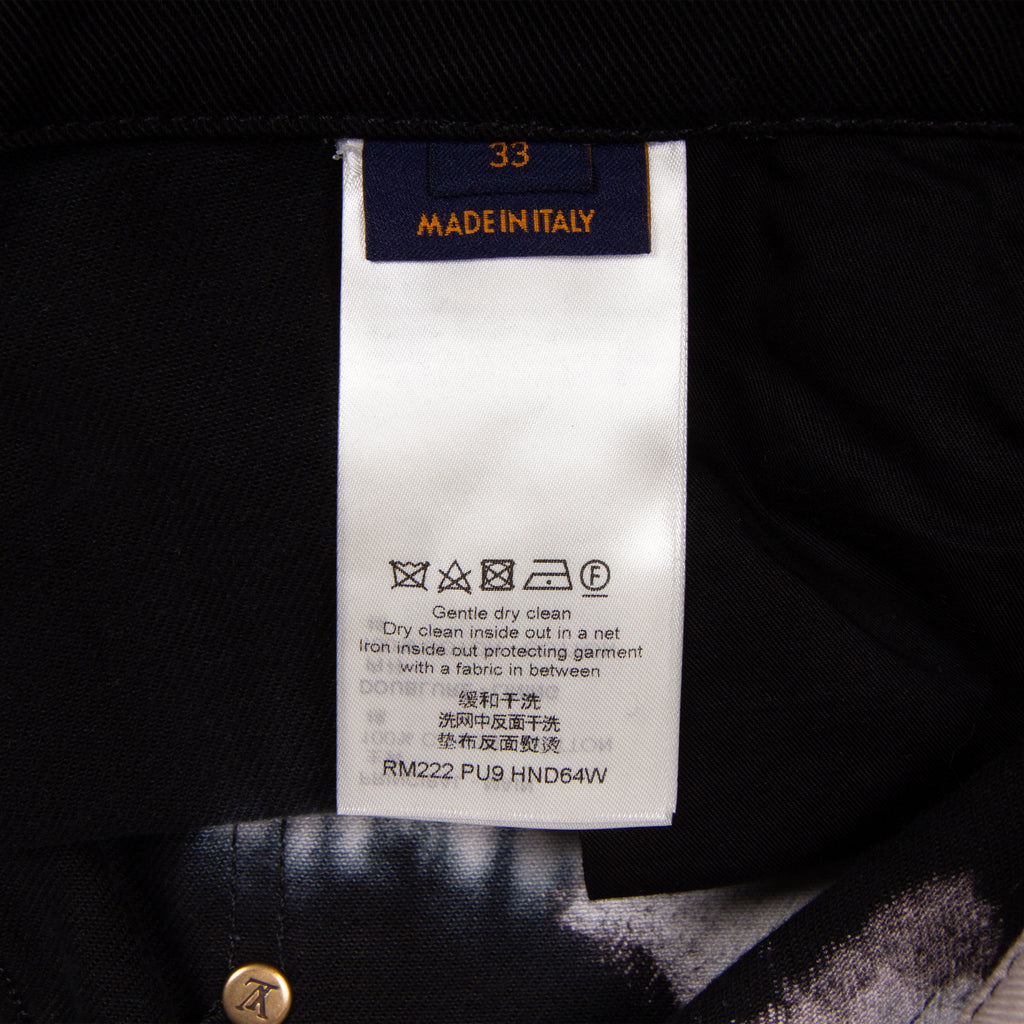 33
MADE IN ITALY
F
Gentle dry clean
Dry clean inside out in a net
Iron inside out protecting garment
with a fabric in between
缓和干洗
洗网中反面干洗
垫布反面熨烫
RM222 PU9 HND64W